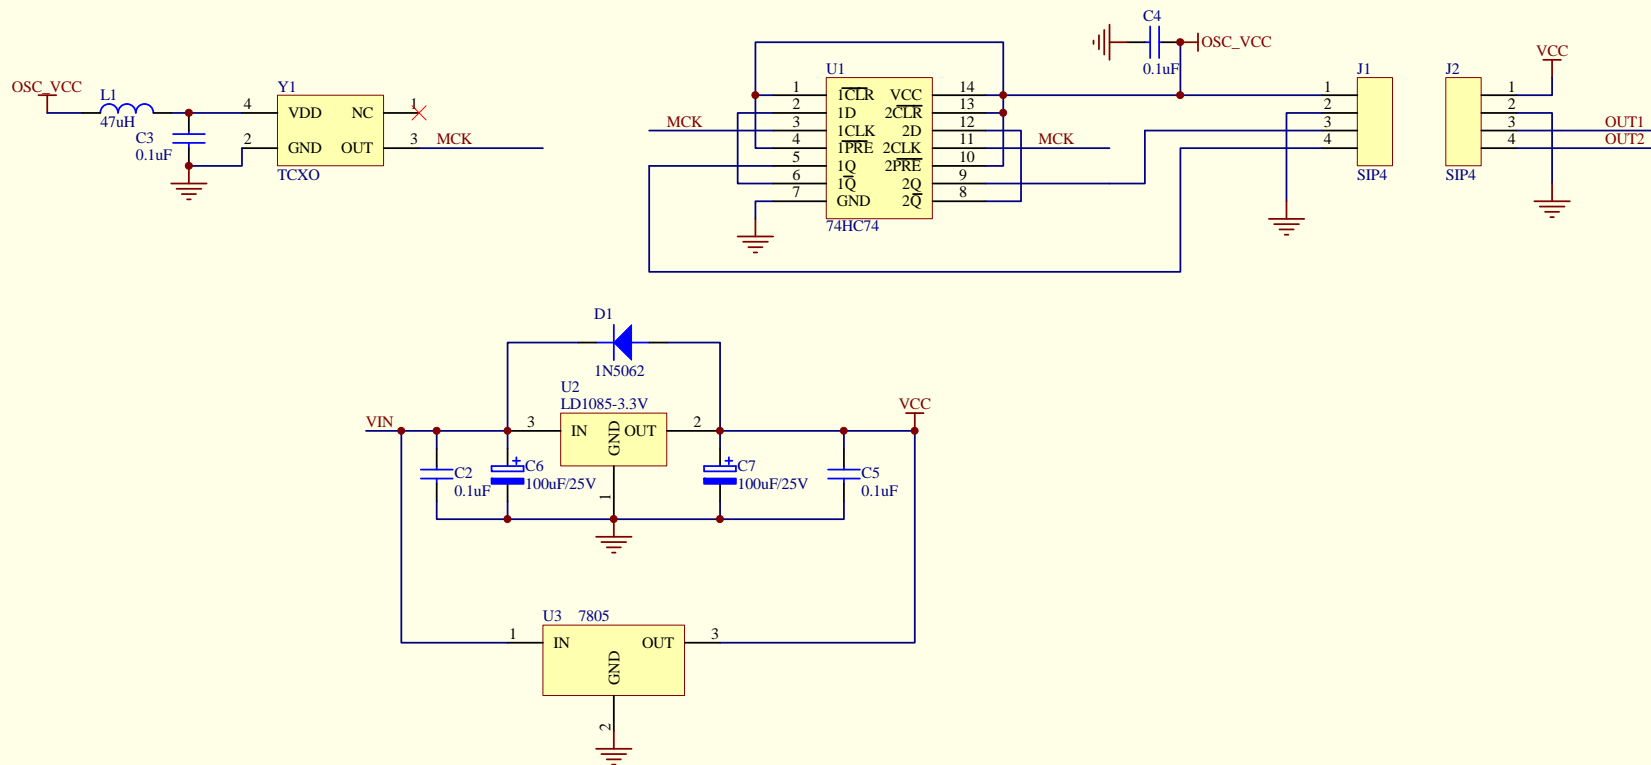 OSC_VCC
L1
47uH
C3
0.1uF
Y1
4 VDD NC 1
2 GND OUT 3 MCK
TCXO
C4
0.1uF
OSC_VCC
U1
1 1CLR VCC 14
2 1D 2CLR 13
MCK 3 1CLK 2D 12
4 1PRE 2CLK 11 MCK
5 1Q 2PRE 10
6 1Q 2Q 9
7 GND 2Q 8
74HC74
J1
1
2
3
4
SIP4
VCC
J2
1
2
3 OUT1
4 OUT2
SIP4
D1
1N5062
U2
LD1085-3.3V
VIN
3 IN GND OUT 2
1
VCC
C2
0.1uF
+ C6
100uF/25V
+ C7
100uF/25V
C5
0.1uF
U3 7805
1 IN OUT 3
GND
2